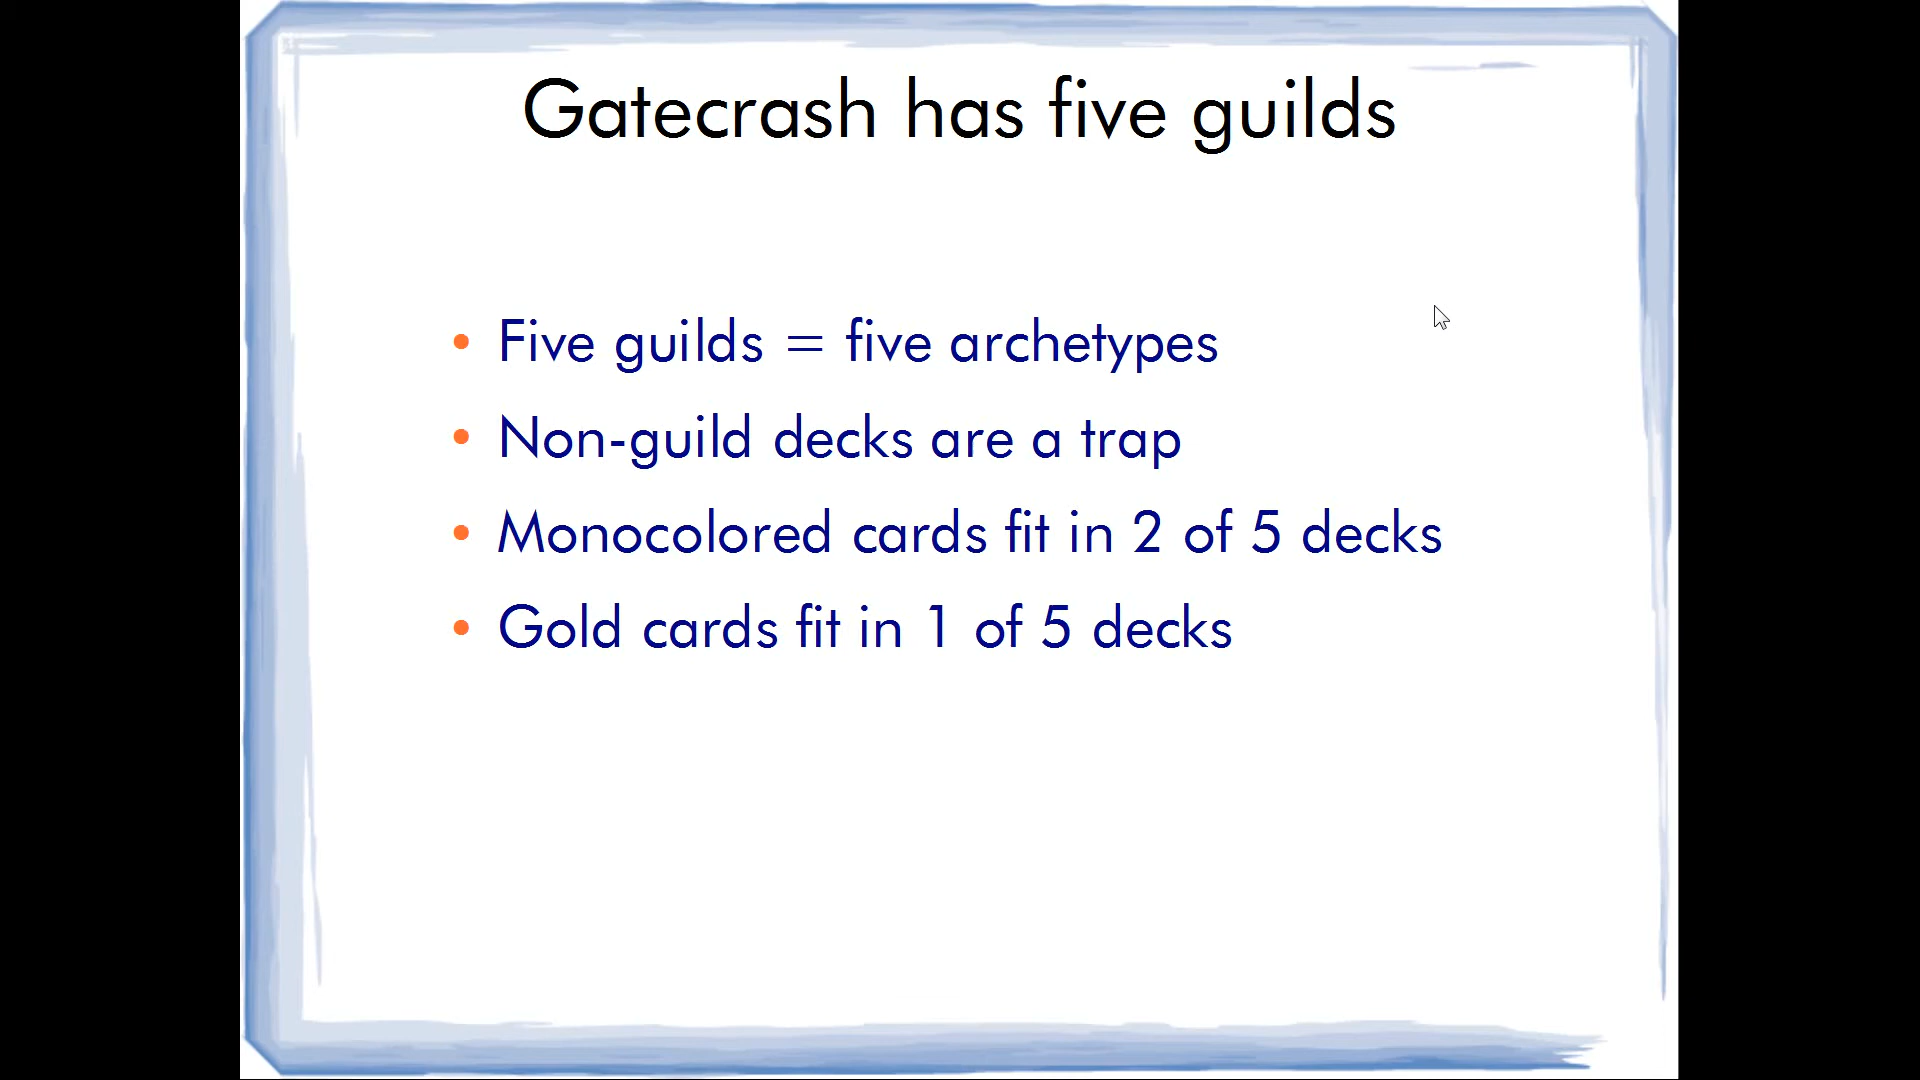 Gatecrash has five guilds
• Five guilds = five archetypes
• Non-guild decks are a trap
• Monocolored cards fit in 2 of 5 decks
• Gold cards fit in 1 of 5 decks